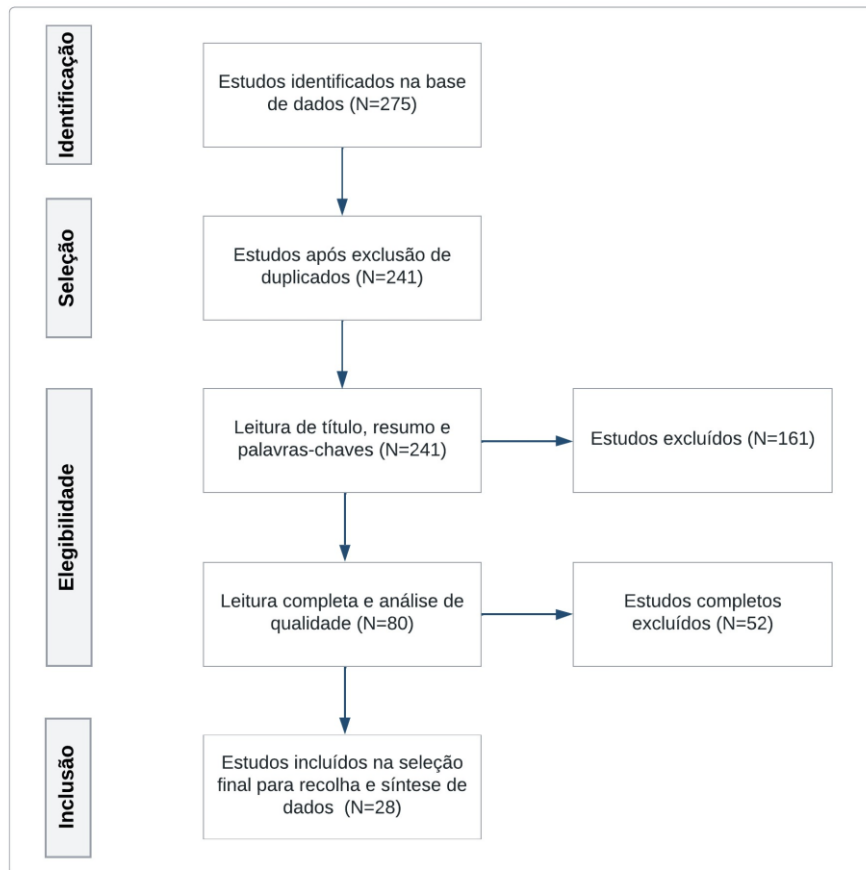 Identificação
Estudos identificados na base
de dados (N=275)
Seleção
Estudos após exclusão de
duplicados (N=241)
Elegibilidade
Leitura de título, resumo e
palavras-chaves (N=241)
Estudos excluídos (N=161)
Leitura completa e análise de
qualidade (N=80)
Estudos completos
excluídos (N=52)
Inclusão
Estudos incluídos na seleção
final para recolha e síntese de
dados (N=28)